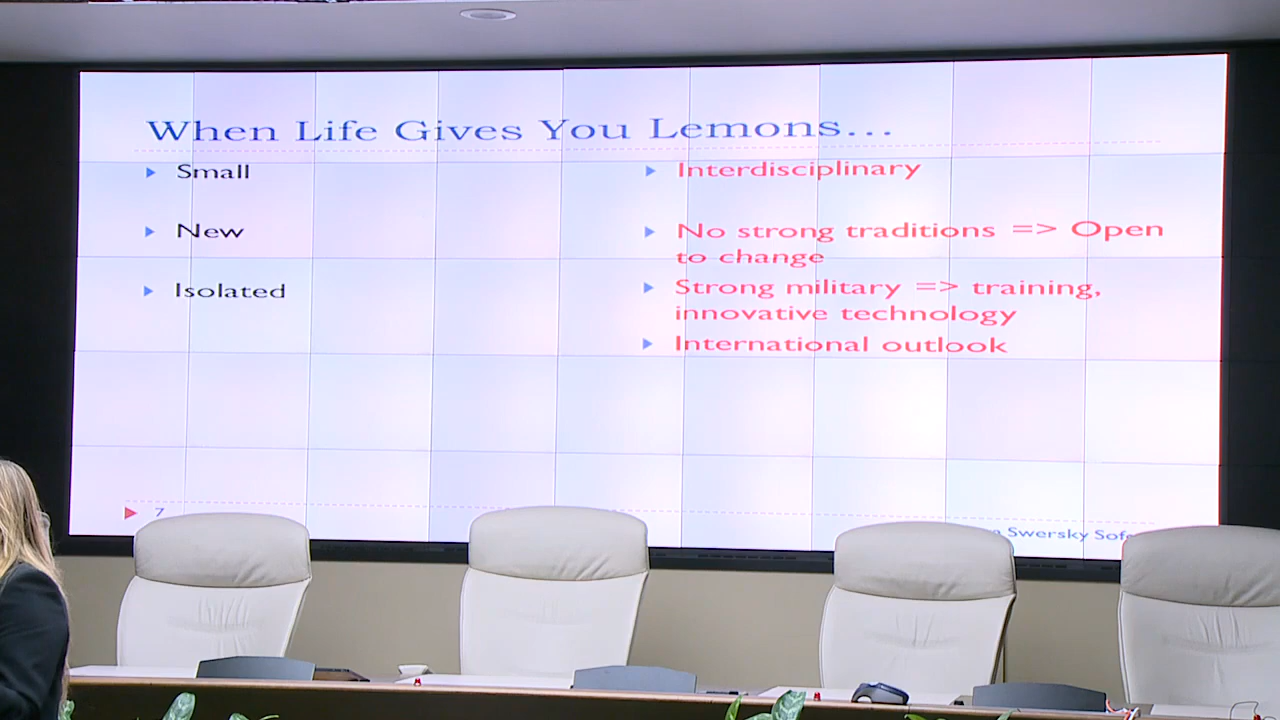 When Life Gives You Lemons...
Small
New
Isolated
Interdisciplinary
No strong traditions => Open
to change
Strong military => training,
innovative technology
International outlook
7
Swersky